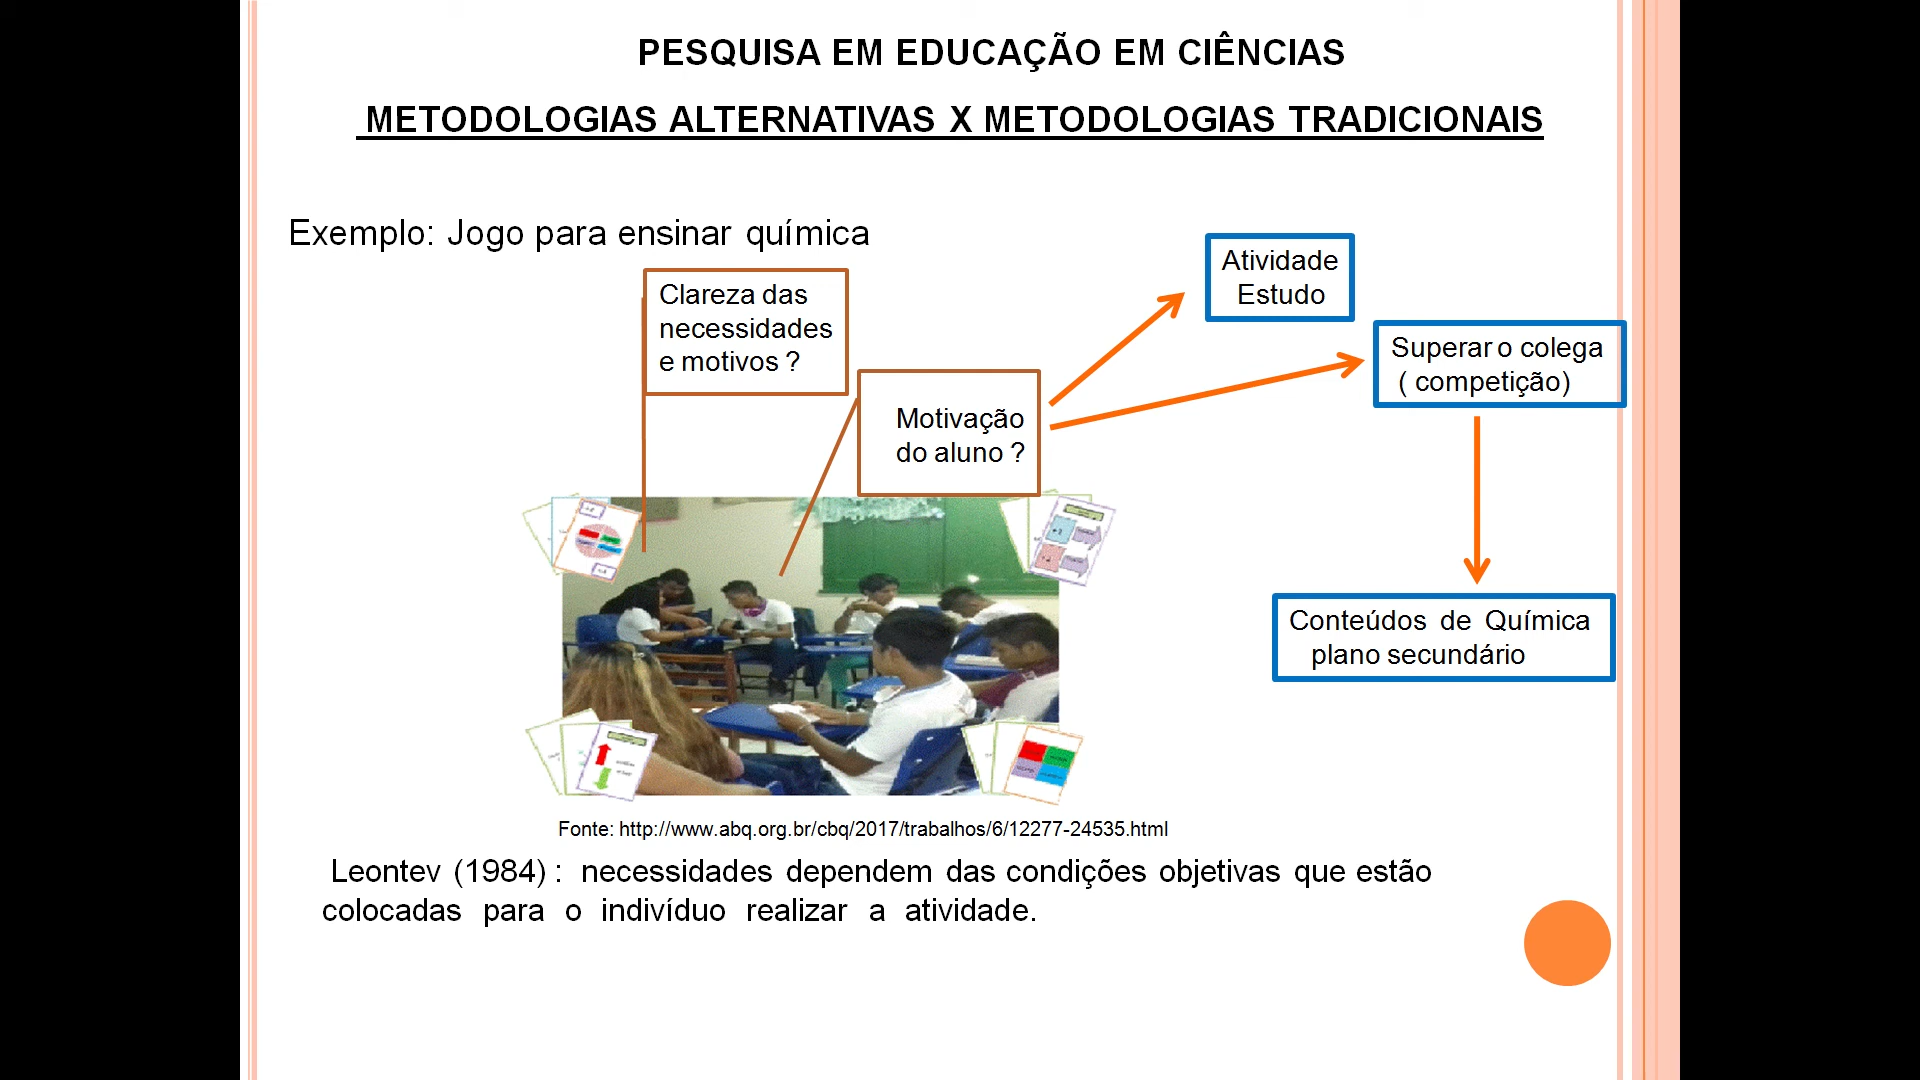 PESQUISA EM EDUCAÇÃO EM CIÊNCIAS
METODOLOGIAS ALTERNATIVAS X METODOLOGIAS TRADICIONAIS
Exemplo: Jogo para ensinar química
Atividade
Estudo
Clareza das
necessidades
e motivos ?
Superar o colega
( competição)
Motivação
do aluno ?
Conteúdos de Química
plano secundário
Fonte: http://www.abq.org.br/cbq/2017/trabalhos/6/12277-24535.html
Leontev (1984) : necessidades dependem das condições objetivas que estão
colocadas para o indivíduo realizar a atividade.